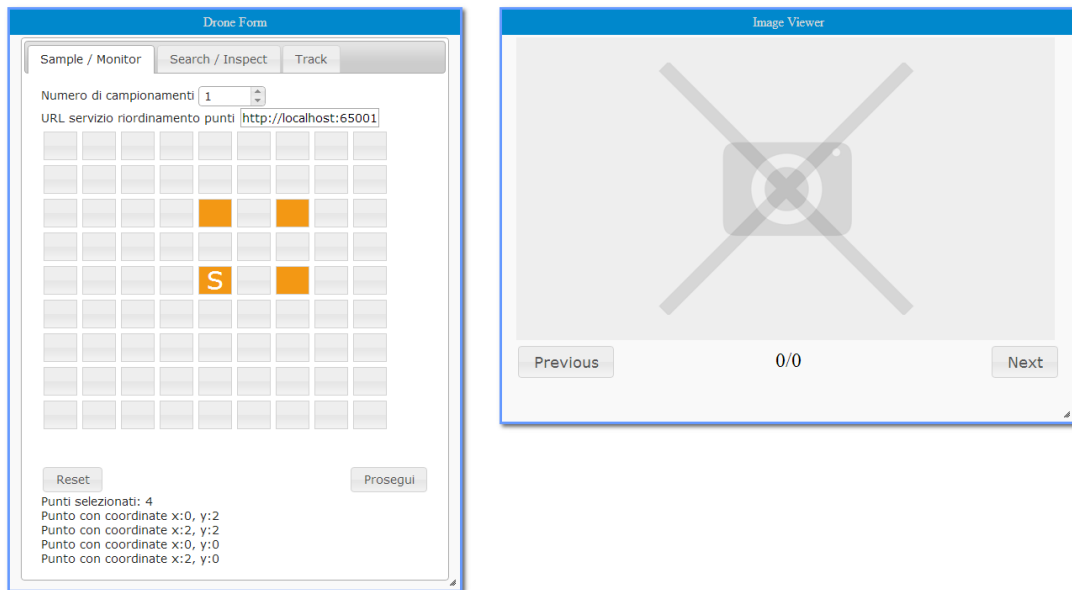 Drone Form
Sample / Monitor Search / Inspect Track
Numero di campionamenti 1
URL servizio riordinamento punti http://localhost:65001
S
Reset Prosegui
Punti selezionati: 4
Punto con coordinate x:0, y:2
Punto con coordinate x:2, y:2
Punto con coordinate x:0, y:0
Punto con coordinate x:2, y:0
Image Viewer
Previous 0/0 Next